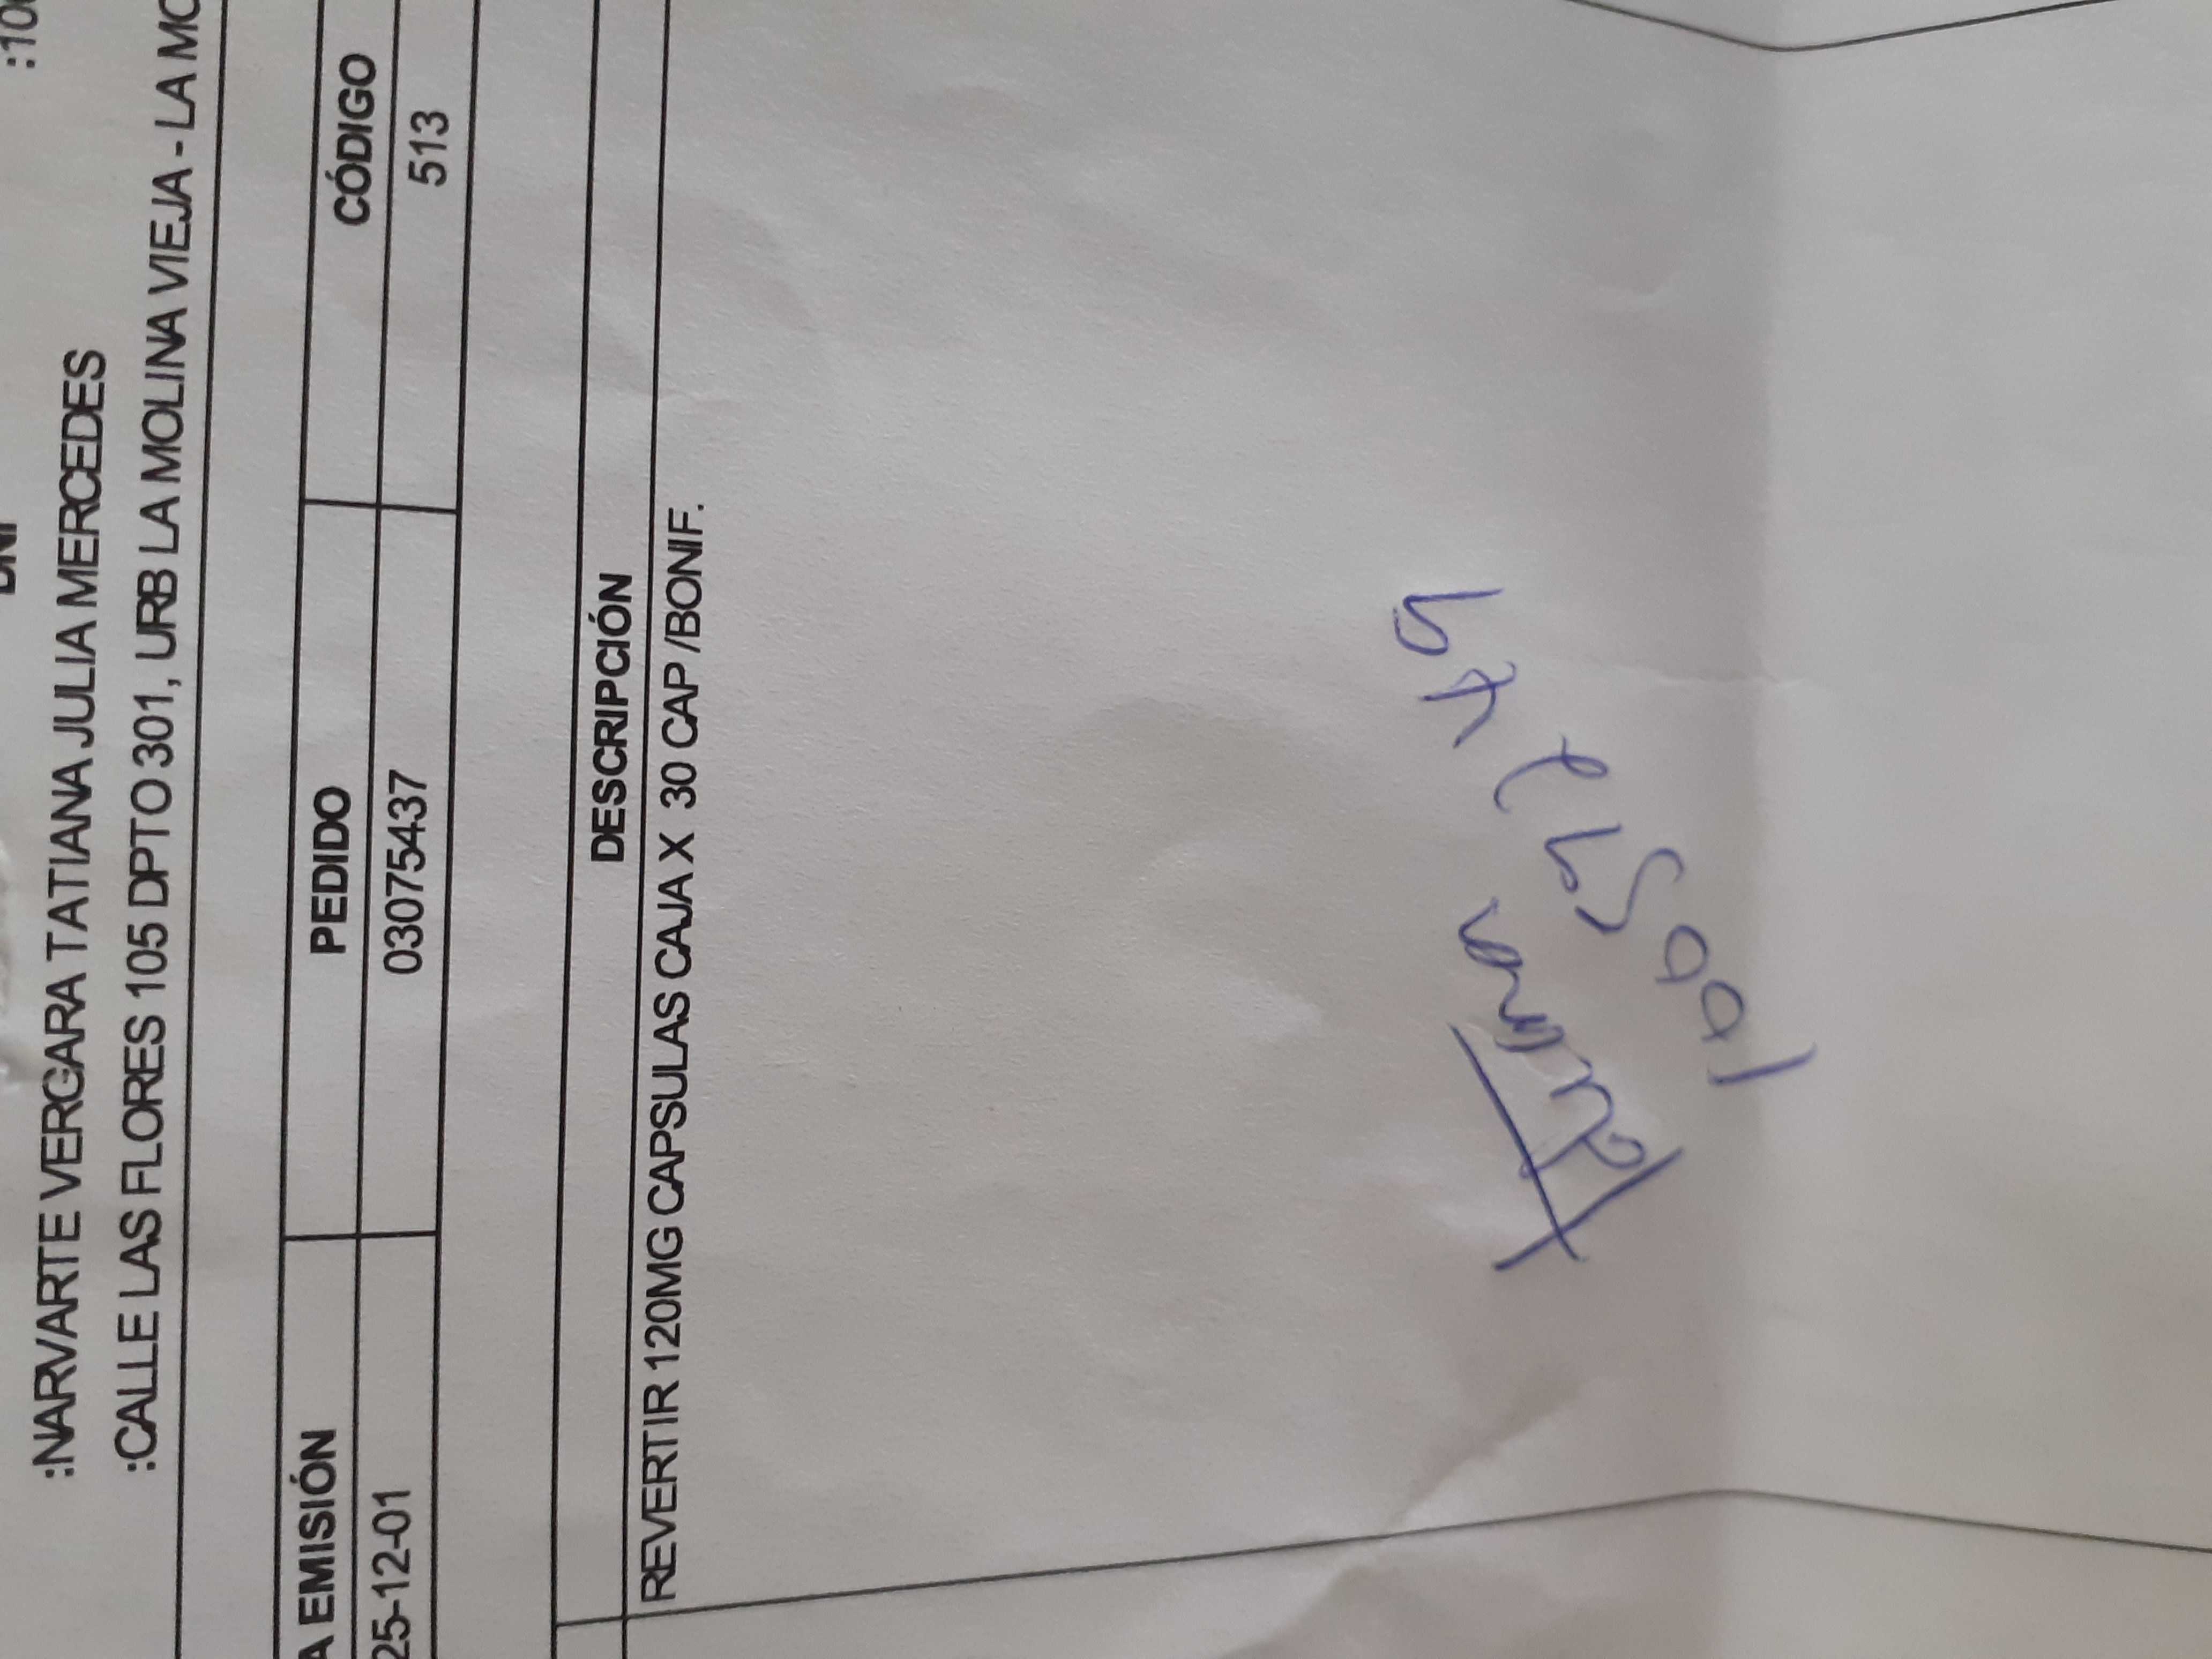 :NARVARTE VERGARA TATIANA JULIA MERCEDES
:CALLE LAS FLORES 105 DPTO 301, URB LA MOLINA VIEJA - LA MO
A EMISIÓN PEDIDO CÓDIGO
25-12-01 03075437 513
DESCRIPCIÓN
REVERTIR 120MG CAPSULAS CAJA X 30 CAP /BONIF.